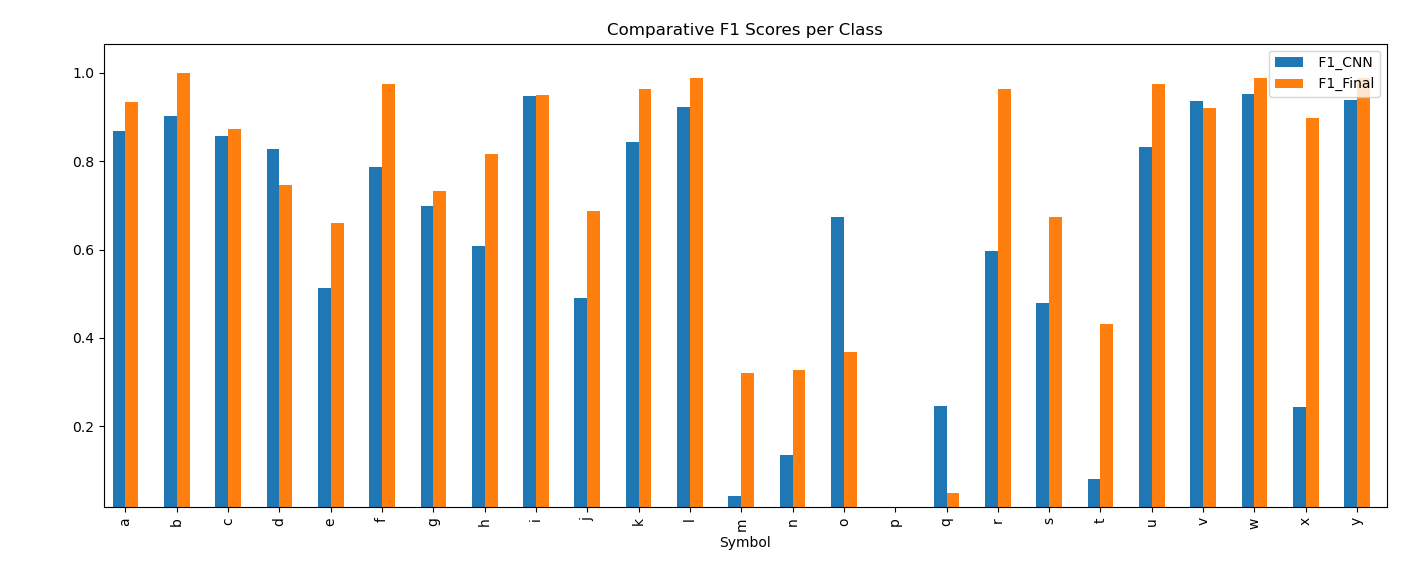 Comparative F1 Scores per Class
F1_CNN
F1_Final
1.0
0.8
0.6
0.4
0.2
a b c d e f g h i j k l m n o p q r s t u v w x y
Symbol